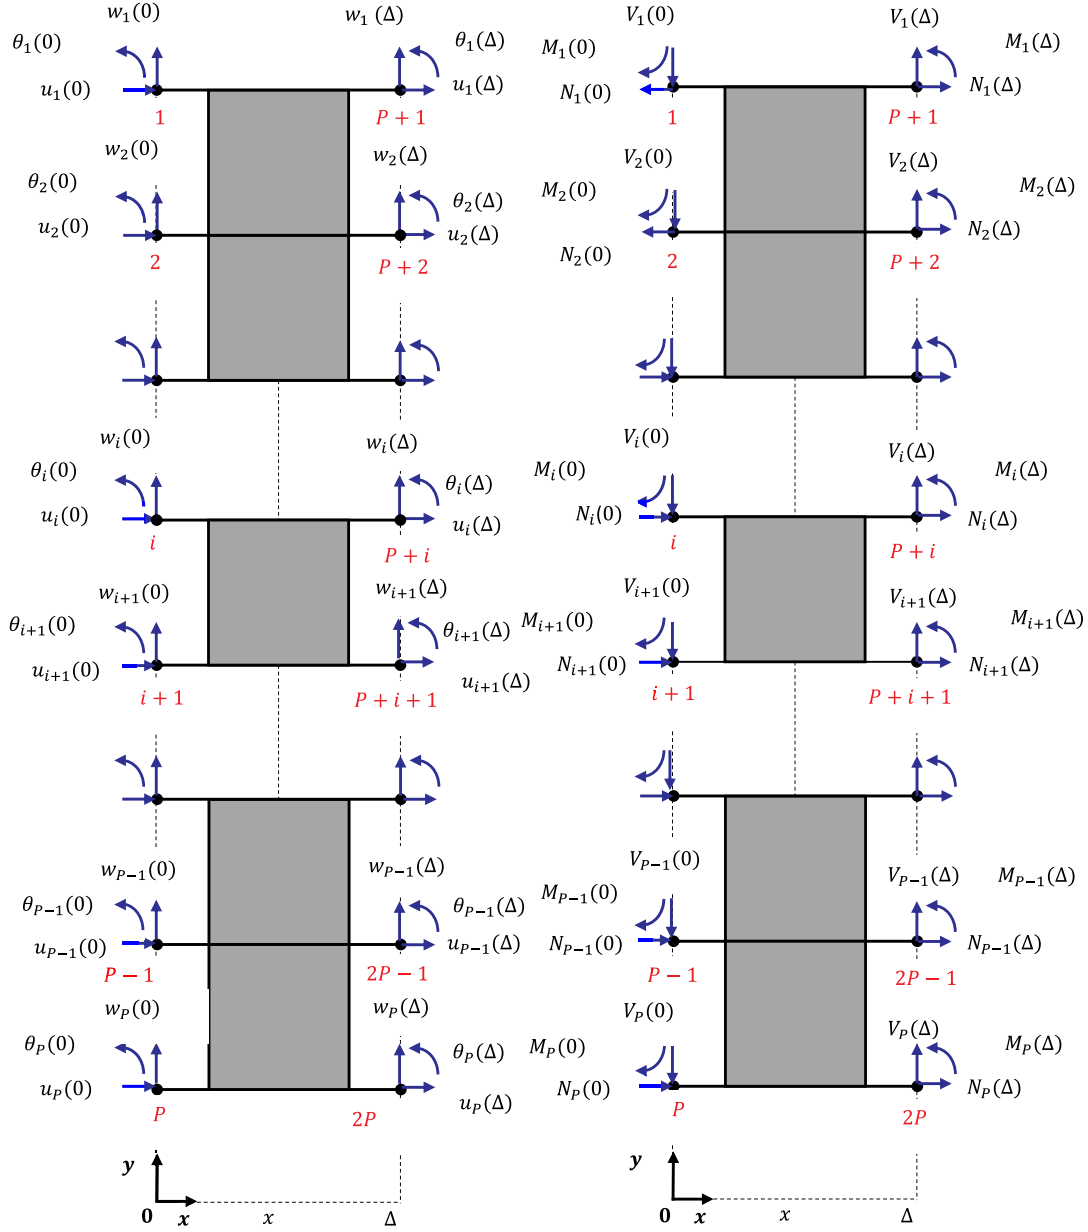 w₁(0) w₁(Δ) V₁(0) V₁(Δ)
θ₁(0) θ₁(Δ) M₁(0) M₁(Δ)
u₁(0) u₁(Δ) N₁(0) N₁(Δ)
1 P + 1 1 P + 1
w₂(0) w₂(Δ) V₂(0) V₂(Δ)
θ₂(0) θ₂(Δ) M₂(0) M₂(Δ)
u₂(0) u₂(Δ) N₂(0) N₂(Δ)
2 P + 2 2 P + 2
wᵢ(0) wᵢ(Δ) Vᵢ(0) Vᵢ(Δ)
θᵢ(0) θᵢ(Δ) Mᵢ(0) Mᵢ(Δ)
uᵢ(0) uᵢ(Δ) Nᵢ(0) Nᵢ(Δ)
i P + i i P + i
wᵢ₊₁(0) wᵢ₊₁(Δ) Vᵢ₊₁(0) Vᵢ₊₁(Δ)
θᵢ₊₁(0) θᵢ₊₁(Δ) Mᵢ₊₁(0) Mᵢ₊₁(Δ)
uᵢ₊₁(0) uᵢ₊₁(Δ) Nᵢ₊₁(0) Nᵢ₊₁(Δ)
i + 1 P + i + 1 i + 1 P + i + 1
w_{P−1}(0) w_{P−1}(Δ) V_{P−1}(0) V_{P−1}(Δ)
θ_{P−1}(0) θ_{P−1}(Δ) M_{P−1}(0) M_{P−1}(Δ)
u_{P−1}(0) u_{P−1}(Δ) N_{P−1}(0) N_{P−1}(Δ)
P − 1 2P − 1 P − 1 2P − 1
w_P(0) w_P(Δ) V_P(0) V_P(Δ)
θ_P(0) θ_P(Δ) M_P(0) M_P(Δ)
u_P(0) u_P(Δ) N_P(0) N_P(Δ)
P 2P P 2P
y y
0 x x Δ 0 x x Δ